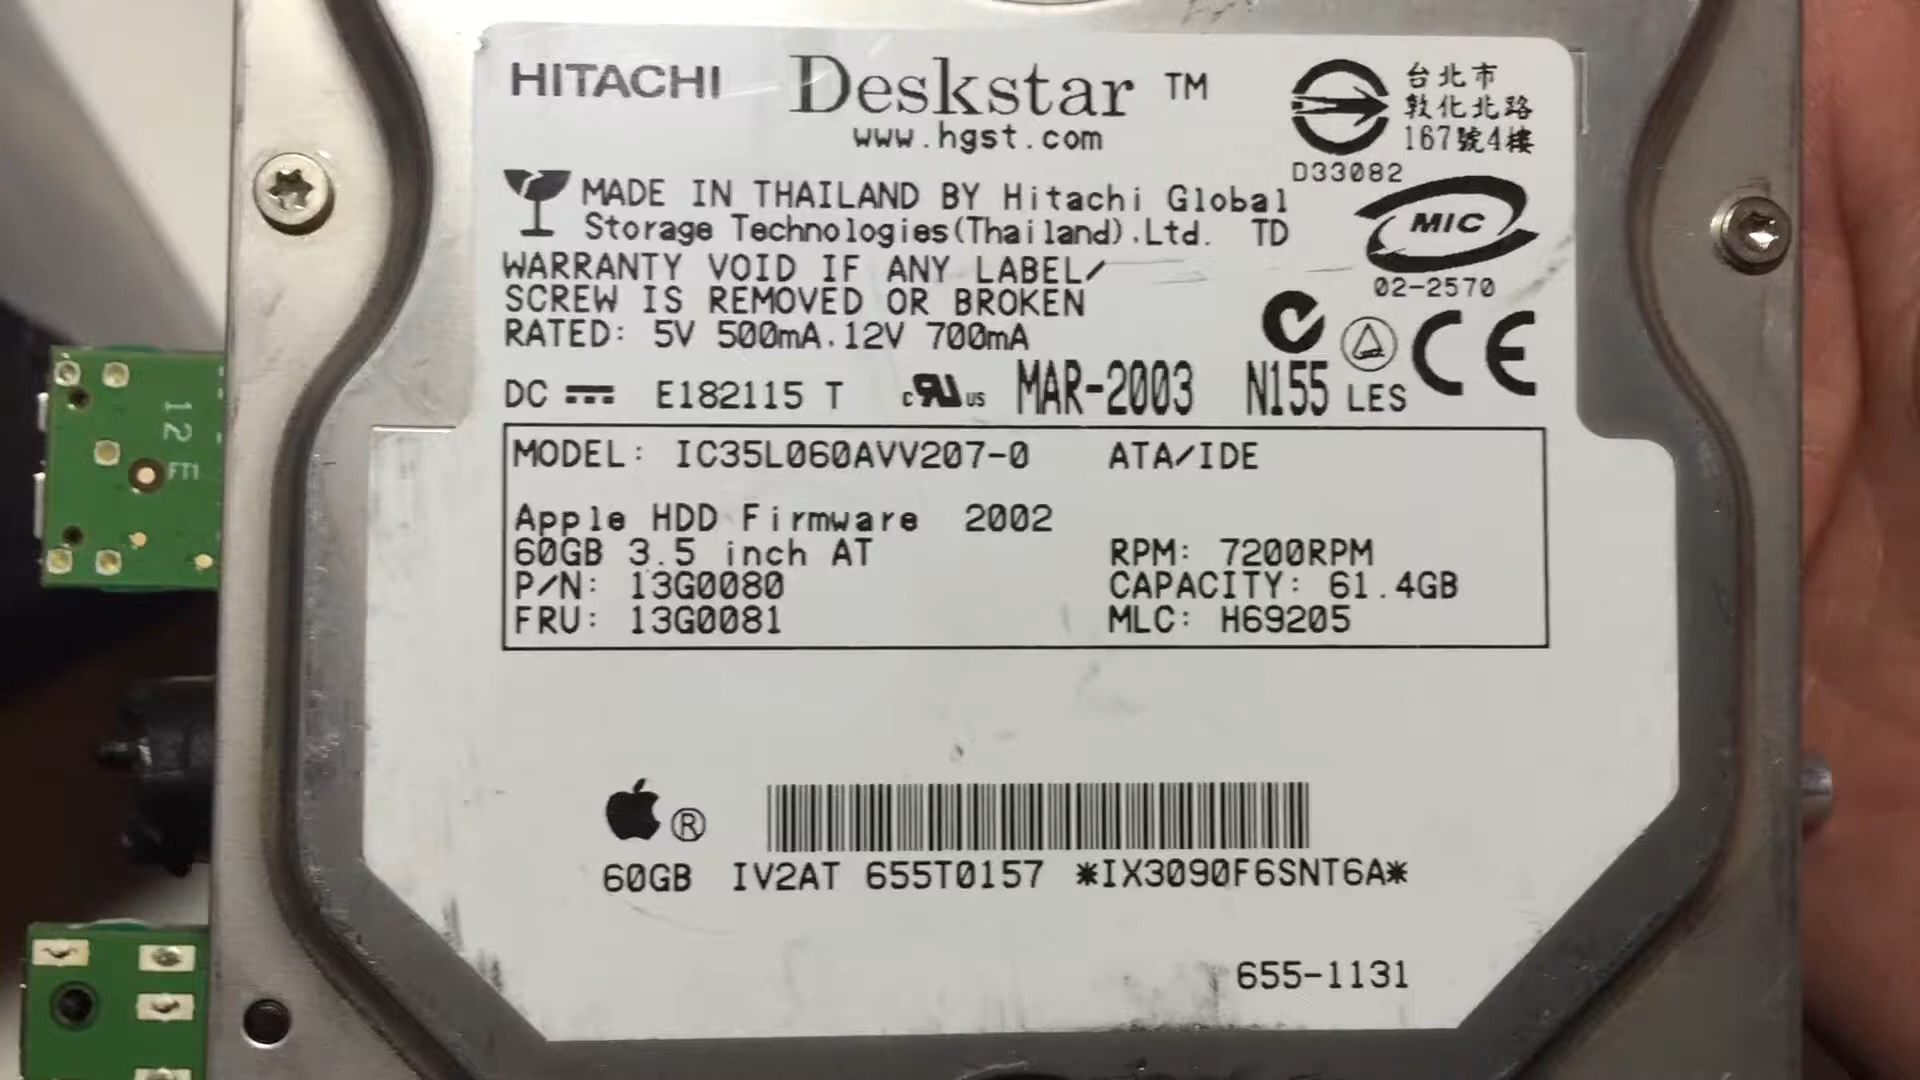 HITACHI Deskstar ™
www.hgst.com
台北市
敦化北路
167號4樓
D33082
MADE IN THAILAND BY Hitachi Global
Storage Technologies(Thailand).Ltd. TD
MIC
02-2570
WARRANTY VOID IF ANY LABEL/
SCREW IS REMOVED OR BROKEN
RATED: 5V 500mA.12V 700mA
DC E182115 T c RU us MAR-2003 N155 LES CE
MODEL: IC35L060AVV207-0 ATA/IDE
Apple HDD Firmware 2002
60GB 3.5 inch AT RPM: 7200RPM
P/N: 13G0080 CAPACITY: 61.4GB
FRU: 13G0081 MLC: H69205
®
60GB IV2AT 655T0157 *IX3090F6SNT6A*
655-1131
12
FT1